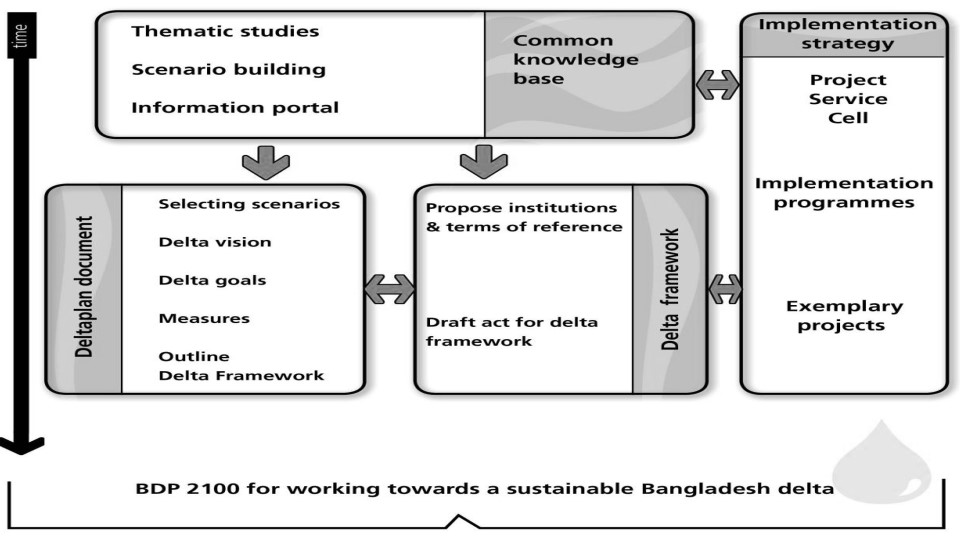 time
Thematic studies
Scenario building
Information portal
Common
knowledge
base
Implementation
strategy
Project
Service
Cell
Implementation
programmes
Exemplary
projects
Deltaplan document
Selecting scenarios
Delta vision
Delta goals
Measures
Outline
Delta Framework
Propose institutions
& terms of reference
Draft act for delta
framework
Delta framework
BDP 2100 for working towards a sustainable Bangladesh delta